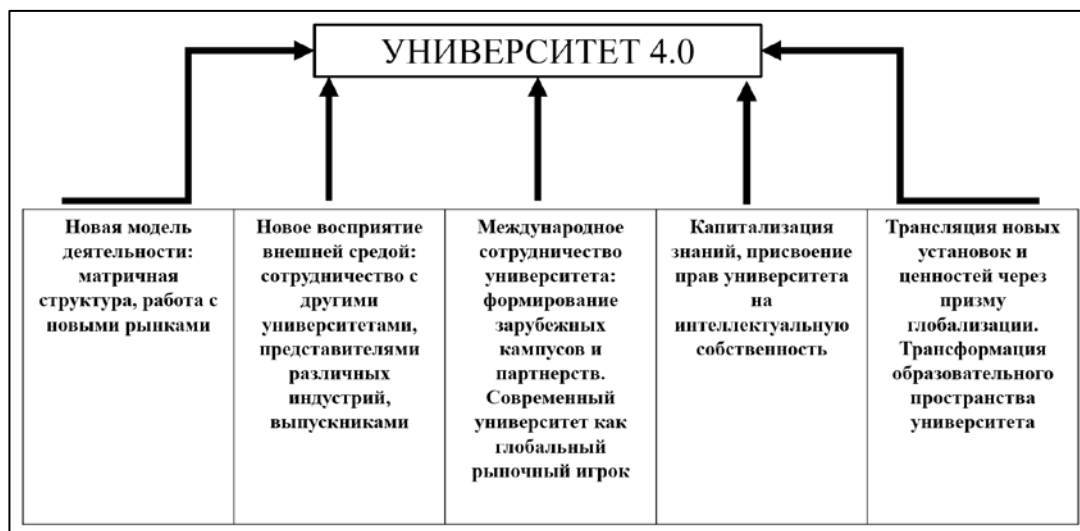 УНИВЕРСИТЕТ 4.0
Новая модель
деятельности:
матричная
структура, работа с
новыми рынками
Новое восприятие
внешней средой:
сотрудничество с
другими
университетами,
представителями
различных
индустрий,
выпускниками
Международное
сотрудничество
университета:
формирование
зарубежных
кампусов и
партнерств.
Современный
университет как
глобальный
рыночный игрок
Капитализация
знаний, присвоение
прав университета
на
интеллектуальную
собственность
Трансляция новых
установок и
ценностей через
призму
глобализации.
Трансформация
образовательного
пространства
университета